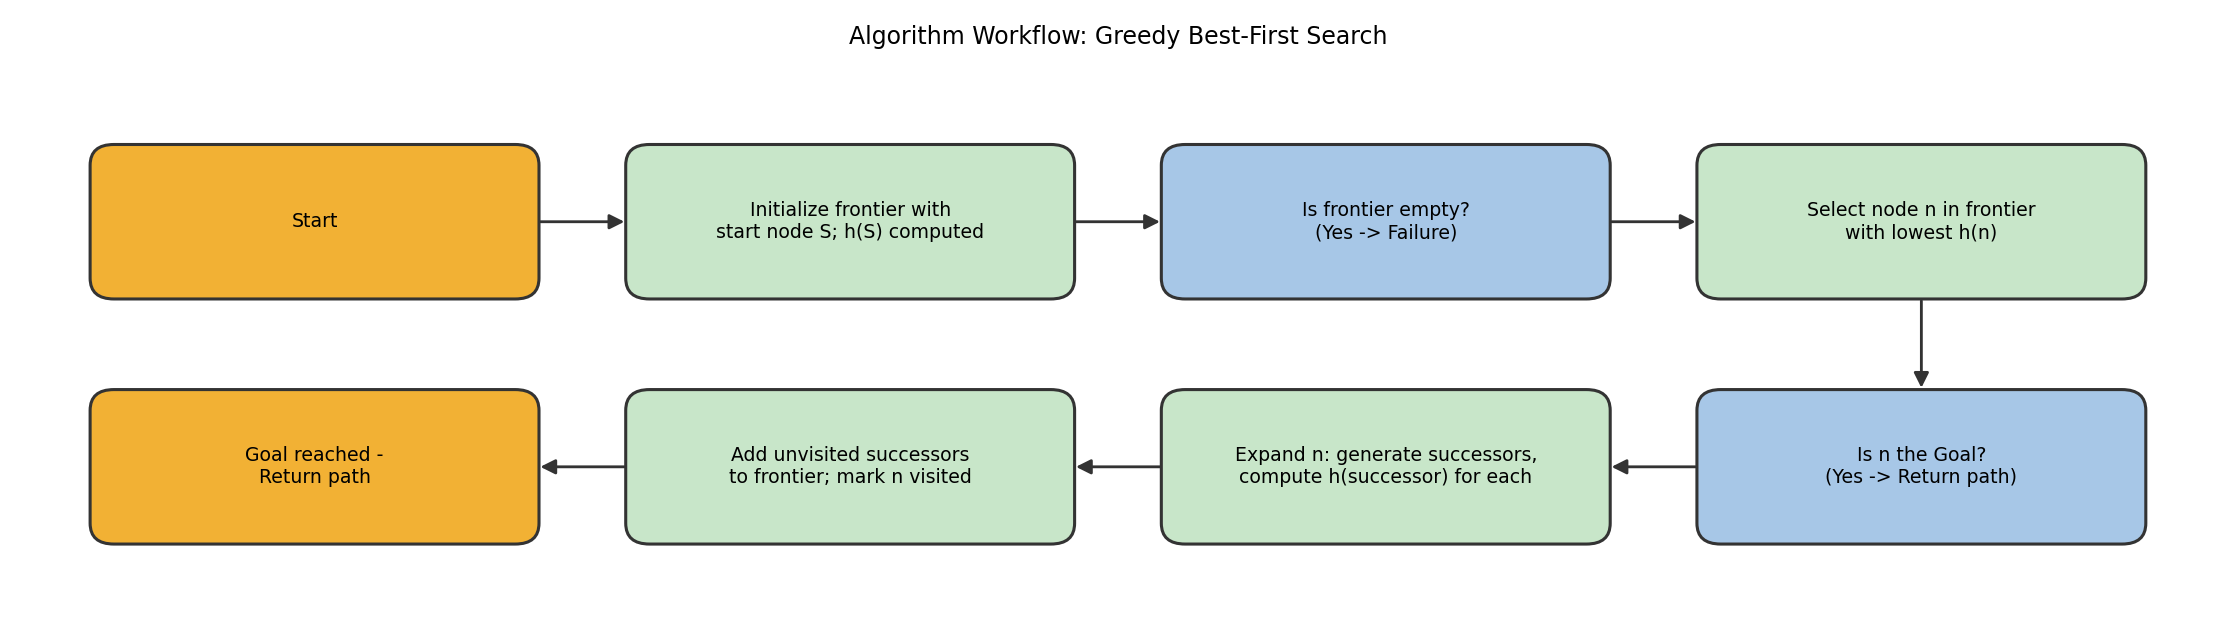 Algorithm Workflow: Greedy Best-First Search
Start
Initialize frontier with
start node S; h(S) computed
Is frontier empty?
(Yes -> Failure)
Select node n in frontier
with lowest h(n)
Is n the Goal?
(Yes -> Return path)
Expand n: generate successors,
compute h(successor) for each
Add unvisited successors
to frontier; mark n visited
Goal reached -
Return path